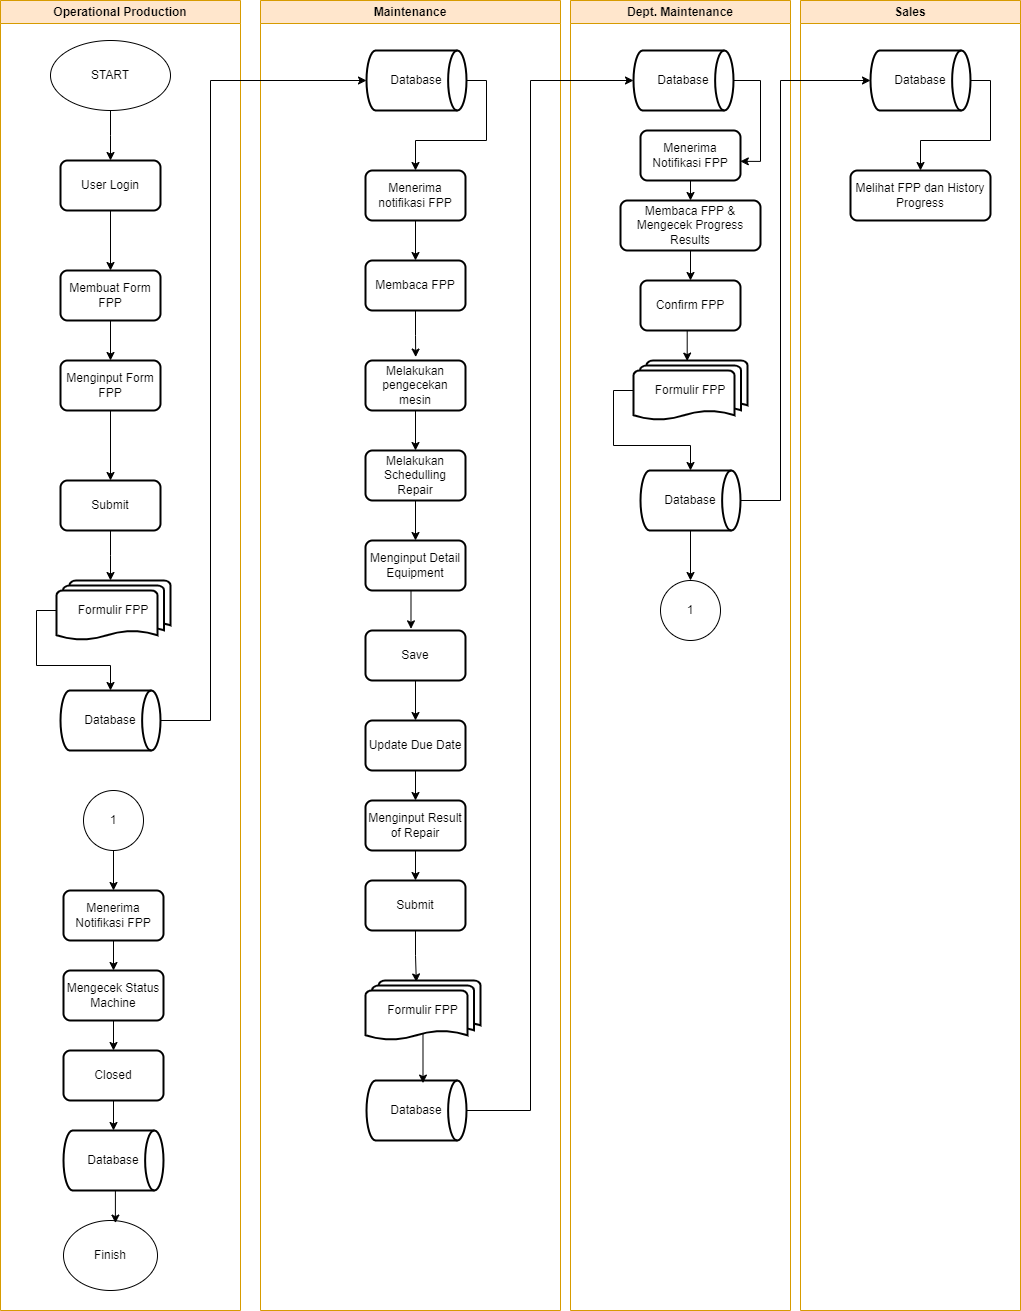 Operational Production
START
User Login
Membuat Form
FPP
Menginput Form
FPP
Submit
Formulir FPP
Database
1
Menerima
Notifikasi FPP
Mengecek Status
Machine
Closed
Database
Finish
Maintenance
Database
Menerima
notifikasi FPP
Membaca FPP
Melakukan
pengecekan
mesin
Melakukan
Schedulling
Repair
Menginput Detail
Equipment
Save
Update Due Date
Menginput Result
of Repair
Submit
Formulir FPP
Database
Dept. Maintenance
Database
Menerima
Notifikasi FPP
Membaca FPP &
Mengecek Progress
Results
Confirm FPP
Formulir FPP
Database
1
Sales
Database
Melihat FPP dan History
Progress